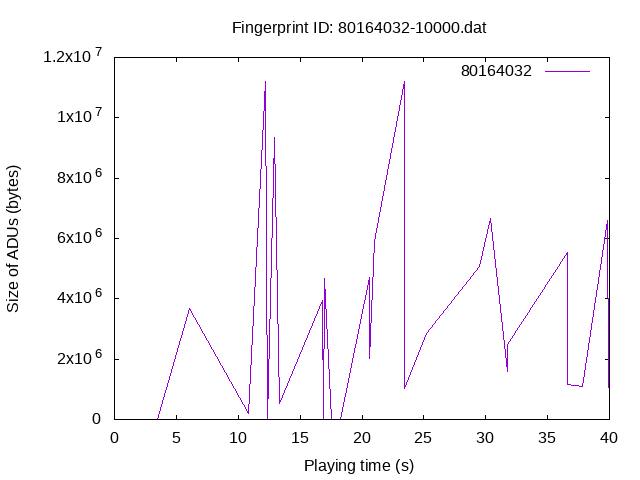 Fingerprint ID: 80164032-10000.dat
80164032
Size of ADUs (bytes)
1.2x10^7
1x10^7
8x10^6
6x10^6
4x10^6
2x10^6
0
0 5 10 15 20 25 30 35 40
Playing time (s)